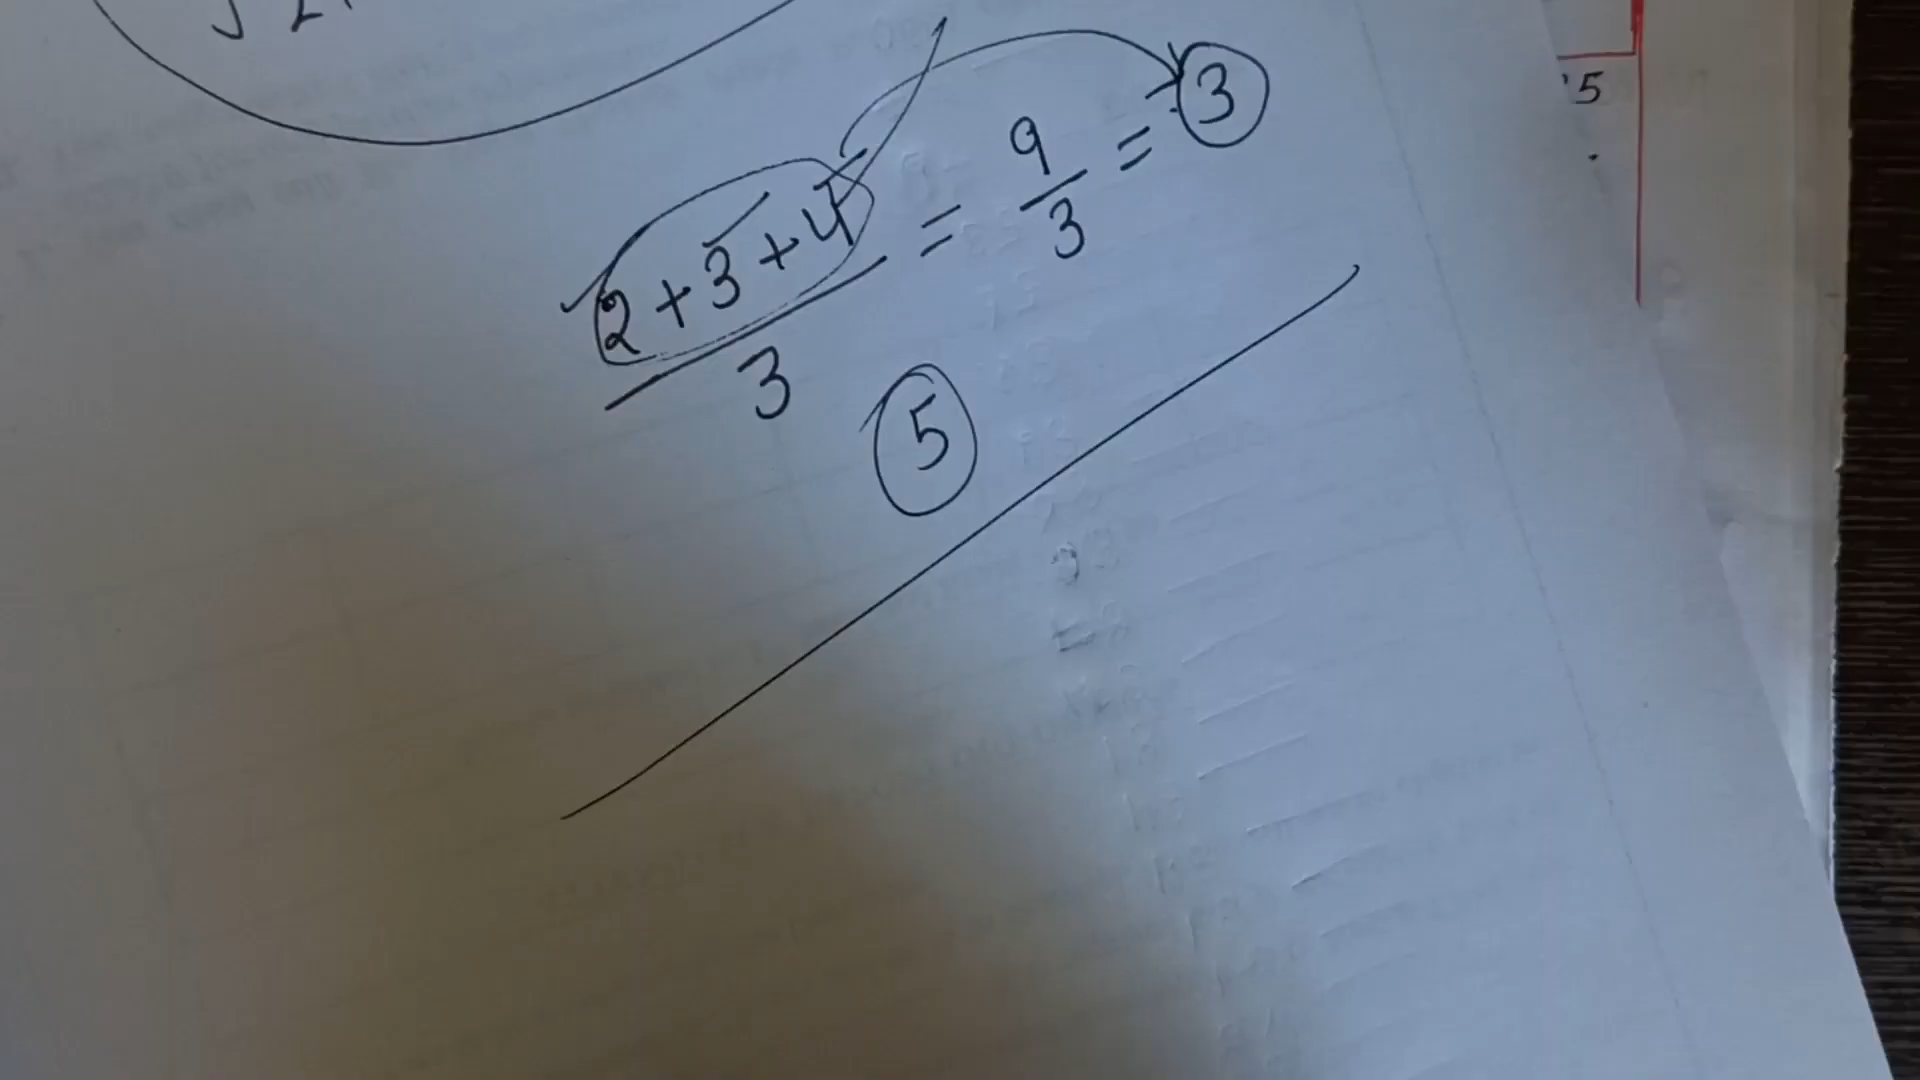 2+3+4 = 9 = 3
3 3
5
5